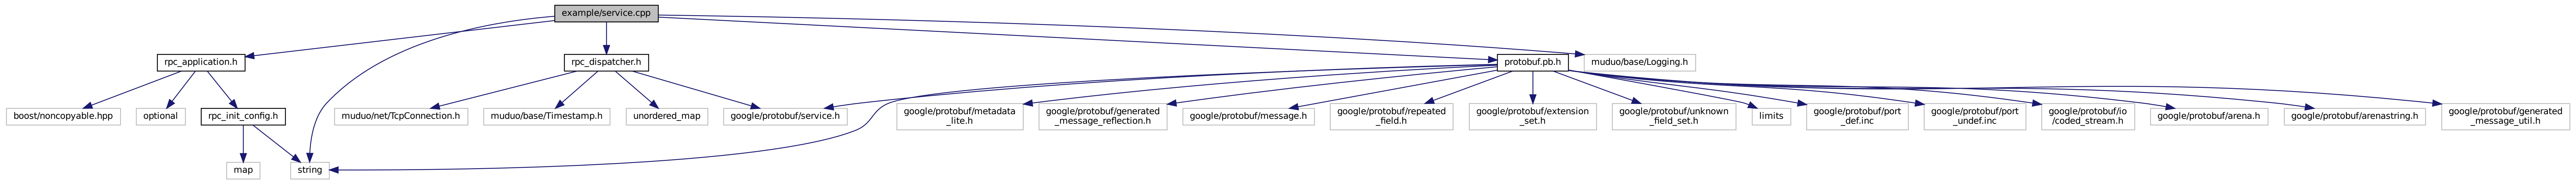 example/service.cpp
rpc_application.h
rpc_dispatcher.h
protobuf.pb.h
muduo/base/Logging.h
boost/noncopyable.hpp
optional
rpc_init_config.h
muduo/net/TcpConnection.h
muduo/base/Timestamp.h
unordered_map
google/protobuf/service.h
google/protobuf/metadata
_lite.h
google/protobuf/generated
_message_reflection.h
google/protobuf/message.h
google/protobuf/repeated
_field.h
google/protobuf/extension
_set.h
google/protobuf/unknown
_field_set.h
limits
google/protobuf/port
_def.inc
google/protobuf/port
_undef.inc
google/protobuf/io
/coded_stream.h
google/protobuf/arena.h
google/protobuf/arenastring.h
google/protobuf/generated
_message_util.h
map
string